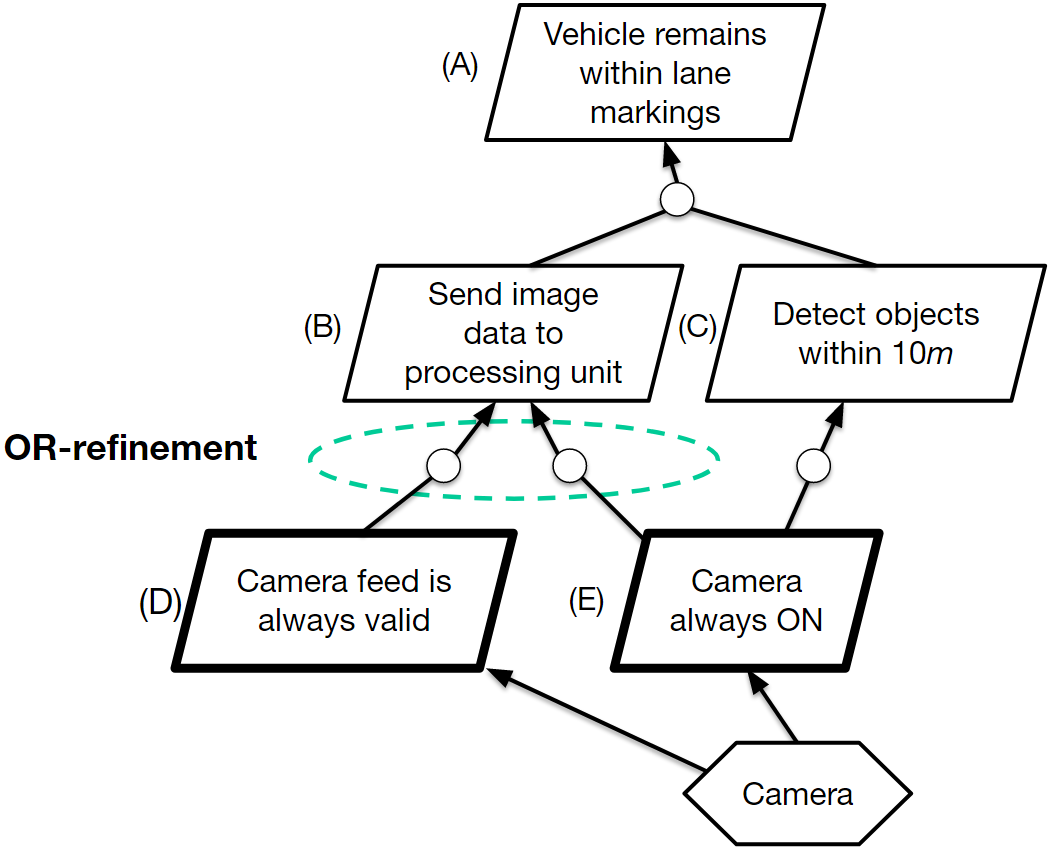 (A)
Vehicle remains
within lane
markings
(B)
Send image
data to
processing unit
(C)
Detect objects
within 10m
OR-refinement
(D)
Camera feed is
always valid
(E)
Camera
always ON
Camera